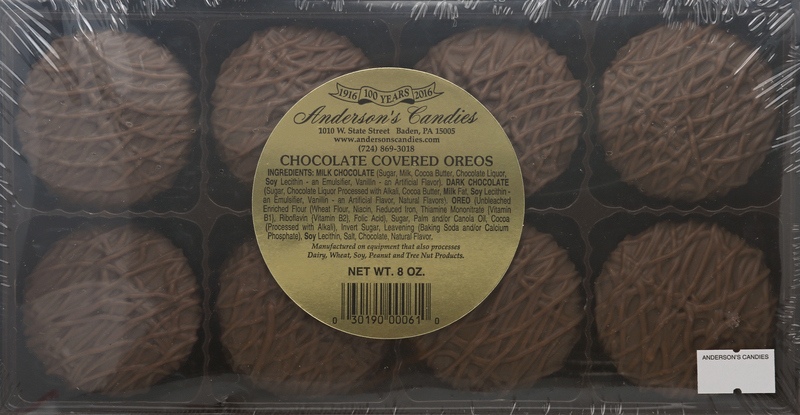 1916 100 YEARS 2016
Anderson's Candies
1010 W. State Street Baden, PA 15005
www.andersonscandies.com
(724) 869-3018
CHOCOLATE COVERED OREOS
INGREDIENTS: MILK CHOCOLATE (Sugar, Milk, Cocoa Butter, Chocolate Liquor,
Soy Lecithin - an Emulsifier, Vanillin - an Artificial Flavor). DARK CHOCOLATE
(Sugar, Chocolate Liquor Processed with Alkali, Cocoa Butter, Milk Fat, Soy Lecithin -
an Emulsifier, Vanillin - an Artificial Flavor, Natural Flavor). OREO (Unbleached
Enriched Flour (Wheat Flour, Niacin, Reduced Iron, Thiamine Mononitrate {Vitamin
B1}, Riboflavin {Vitamin B2}, Folic Acid), Sugar, Palm and/or Canola Oil, Cocoa
(Processed with Alkali), Invert Sugar, Leavening (Baking Soda and/or Calcium
Phosphate), Soy Lecithin, Salt, Chocolate, Natural Flavor.
Manufactured on equipment that also processes
Dairy, Wheat, Soy, Peanut and Tree Nut Products.
NET WT. 8 OZ.
0 30190 00061 0
ANDERSON'S CANDIES